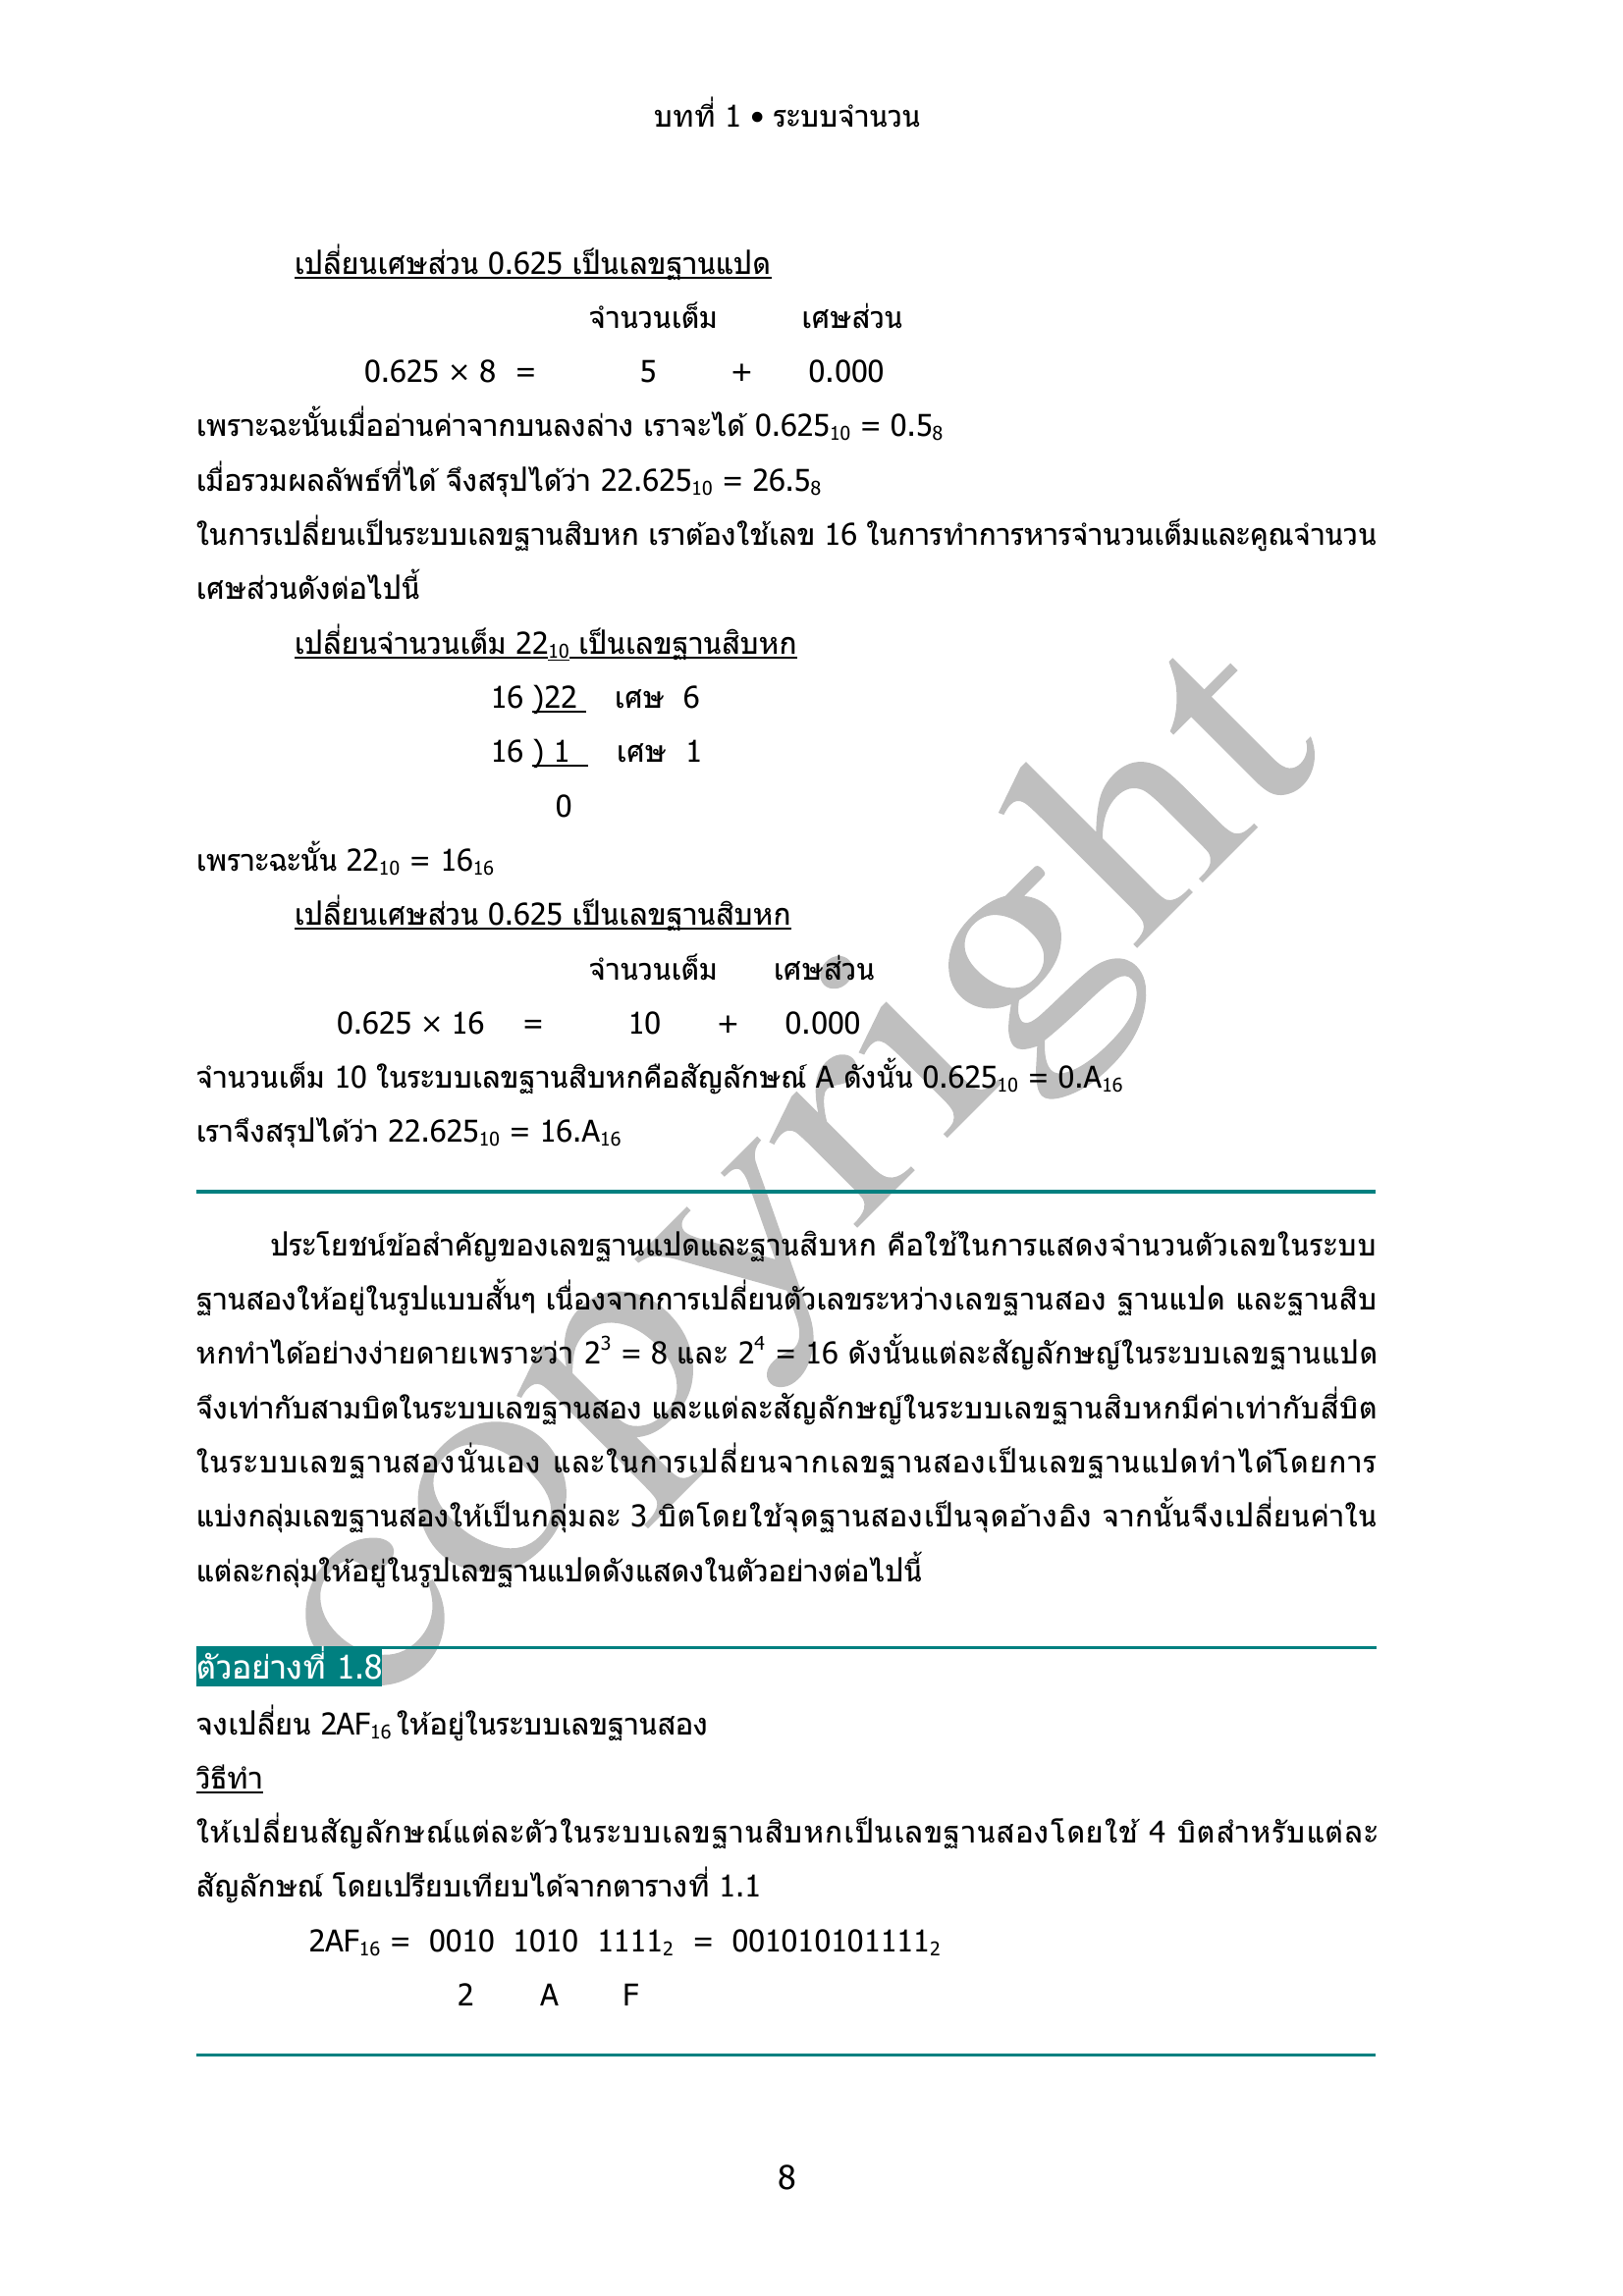 บทที่ 1 • ระบบจำนวน
เปลี่ยนเศษส่วน 0.625 เป็นเลขฐานแปด
จำนวนเต็ม เศษส่วน
0.625 × 8 = 5 + 0.000
เพราะฉะนั้นเมื่ออ่านค่าจากบนลงล่าง เราจะได้ 0.625₁₀ = 0.5₈
เมื่อรวมผลลัพธ์ที่ได้ จึงสรุปได้ว่า 22.625₁₀ = 26.5₈
ในการเปลี่ยนเป็นระบบเลขฐานสิบหก เราต้องใช้เลข 16 ในการทำการหารจำนวนเต็มและคูณจำนวน
เศษส่วนดังต่อไปนี้
เปลี่ยนจำนวนเต็ม 22₁₀ เป็นเลขฐานสิบหก
16 )22 เศษ 6
16 ) 1 เศษ 1
0
เพราะฉะนั้น 22₁₀ = 16₁₆
เปลี่ยนเศษส่วน 0.625 เป็นเลขฐานสิบหก
จำนวนเต็ม เศษส่วน
0.625 × 16 = 10 + 0.000
จำนวนเต็ม 10 ในระบบเลขฐานสิบหกคือสัญลักษณ์ A ดังนั้น 0.625₁₀ = 0.A₁₆
เราจึงสรุปได้ว่า 22.625₁₀ = 16.A₁₆
ประโยชน์ข้อสำคัญของเลขฐานแปดและฐานสิบหก คือใช้ในการแสดงจำนวนตัวเลขในระบบ
ฐานสองให้อยู่ในรูปแบบสั้นๆ เนื่องจากการเปลี่ยนตัวเลขระหว่างเลขฐานสอง ฐานแปด และฐานสิบ
หกทำได้อย่างง่ายดายเพราะว่า 2³ = 8 และ 2⁴ = 16 ดังนั้นแต่ละสัญลักษญ์ในระบบเลขฐานแปด
จึงเท่ากับสามบิตในระบบเลขฐานสอง และแต่ละสัญลักษญ์ในระบบเลขฐานสิบหกมีค่าเท่ากับสี่บิต
ในระบบเลขฐานสองนั่นเอง และในการเปลี่ยนจากเลขฐานสองเป็นเลขฐานแปดทำได้โดยการ
แบ่งกลุ่มเลขฐานสองให้เป็นกลุ่มละ 3 บิตโดยใช้จุดฐานสองเป็นจุดอ้างอิง จากนั้นจึงเปลี่ยนค่าใน
แต่ละกลุ่มให้อยู่ในรูปเลขฐานแปดดังแสดงในตัวอย่างต่อไปนี้
ตัวอย่างที่ 1.8
จงเปลี่ยน 2AF₁₆ ให้อยู่ในระบบเลขฐานสอง
วิธีทำ
ให้เปลี่ยนสัญลักษณ์แต่ละตัวในระบบเลขฐานสิบหกเป็นเลขฐานสองโดยใช้ 4 บิตสำหรับแต่ละ
สัญลักษณ์ โดยเปรียบเทียบได้จากตารางที่ 1.1
2AF₁₆ = 0010 1010 1111₂ = 001010101111₂
2 A F
8
copyright